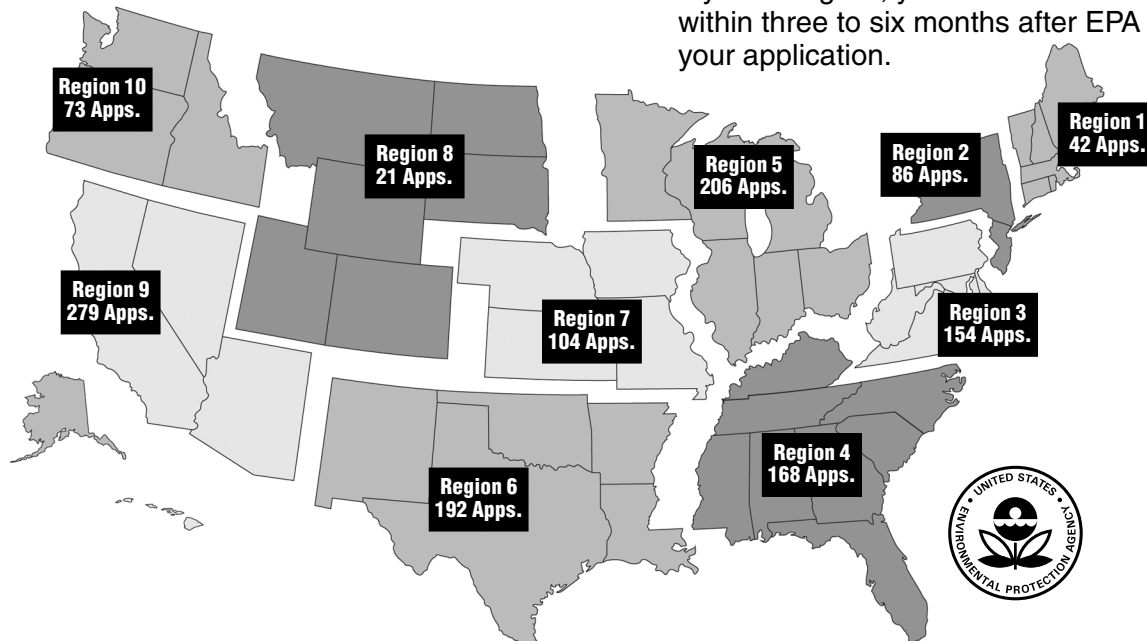 within three to six months after EPA
your application.
Region 10
73 Apps.
Region 8
21 Apps.
Region 5
206 Apps.
Region 2
86 Apps.
Region 1
42 Apps.
Region 9
279 Apps.
Region 7
104 Apps.
Region 3
154 Apps.
Region 6
192 Apps.
Region 4
168 Apps.
UNITED STATES
ENVIRONMENTAL PROTECTION AGENCY